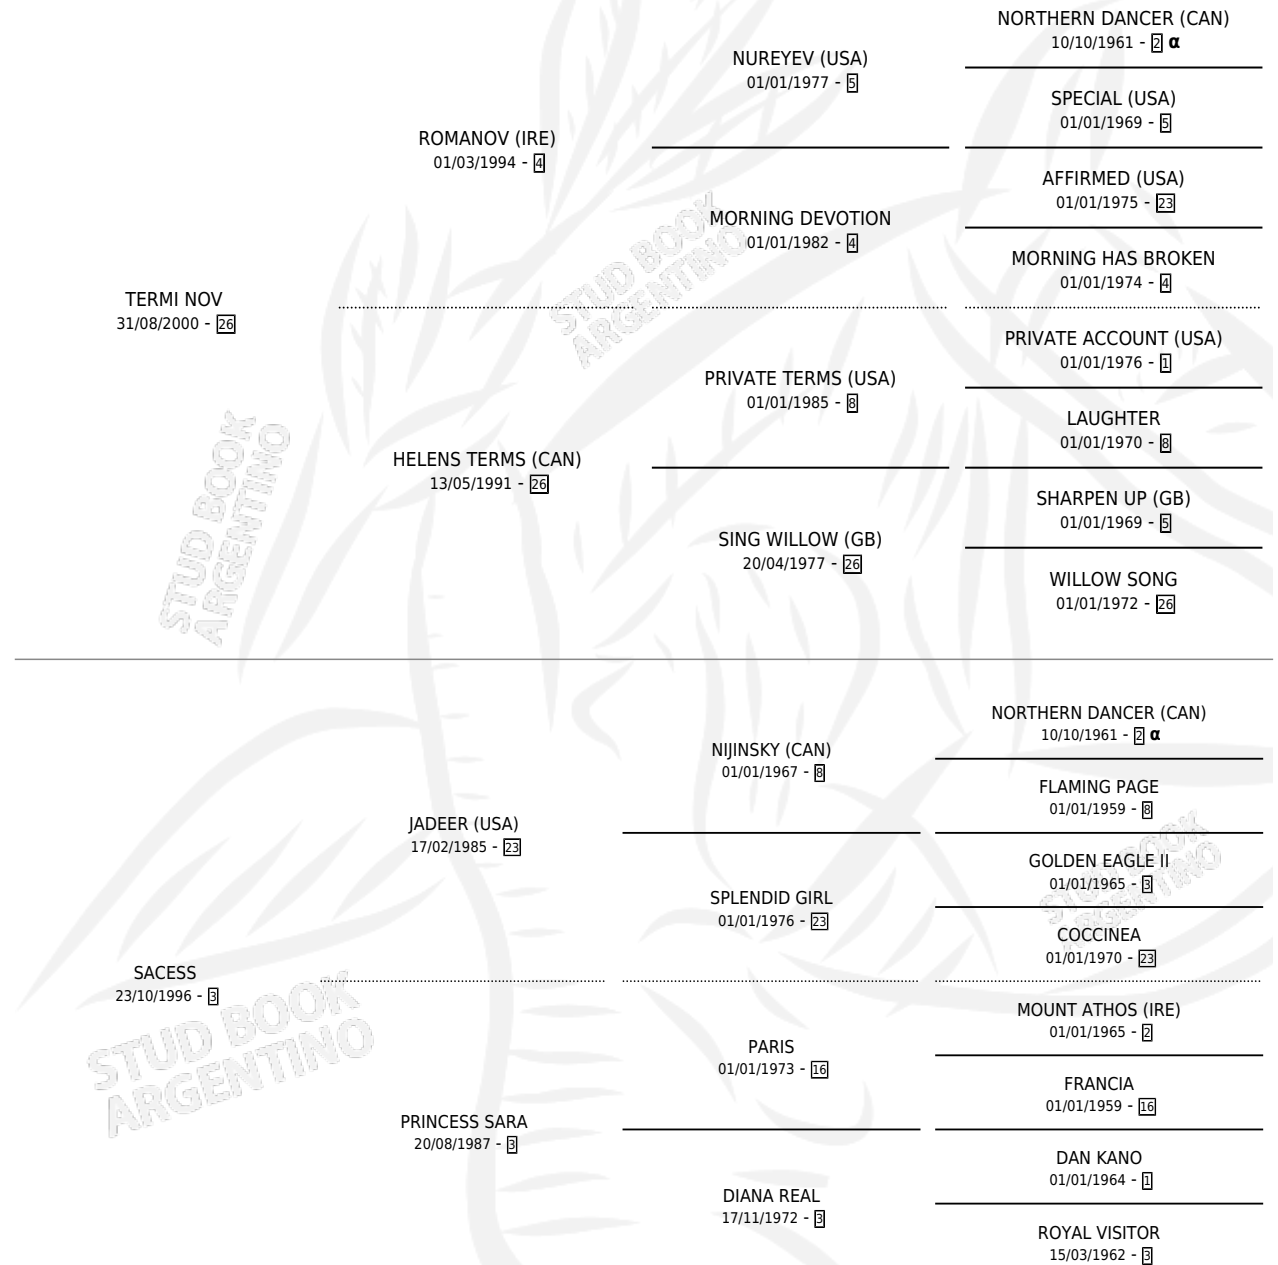 NORTHERN DANCER (CAN)
10/10/1961 - 2 α
NUREYEV (USA)
01/01/1977 - 5
SPECIAL (USA)
01/01/1969 - 5
ROMANOV (IRE)
01/03/1994 - 4
AFFIRMED (USA)
01/01/1975 - 23
MORNING DEVOTION
01/01/1982 - 4
MORNING HAS BROKEN
01/01/1974 - 4
TERMI NOV
31/08/2000 - 26
PRIVATE ACCOUNT (USA)
01/01/1976 - 1
PRIVATE TERMS (USA)
01/01/1985 - 8
LAUGHTER
01/01/1970 - 8
HELENS TERMS (CAN)
13/05/1991 - 26
SHARPEN UP (GB)
01/01/1969 - 5
SING WILLOW (GB)
20/04/1977 - 26
WILLOW SONG
01/01/1972 - 26
NORTHERN DANCER (CAN)
10/10/1961 - 2 α
NIJINSKY (CAN)
01/01/1967 - 8
FLAMING PAGE
01/01/1959 - 8
JADEER (USA)
17/02/1985 - 23
GOLDEN EAGLE II
01/01/1965 - 3
SPLENDID GIRL
01/01/1976 - 23
COCCINEA
01/01/1970 - 23
SACESS
23/10/1996 - 3
MOUNT ATHOS (IRE)
01/01/1965 - 2
PARIS
01/01/1973 - 16
FRANCIA
01/01/1959 - 16
PRINCESS SARA
20/08/1987 - 3
DAN KANO
01/01/1964 - 1
DIANA REAL
17/11/1972 - 3
ROYAL VISITOR
15/03/1962 - 3
STUD BOOK
ARGENTINO
STUD BOOK
ARGENTINO
STUD BOOK
ARGENTINO
STUD BOOK
ARGENTINO